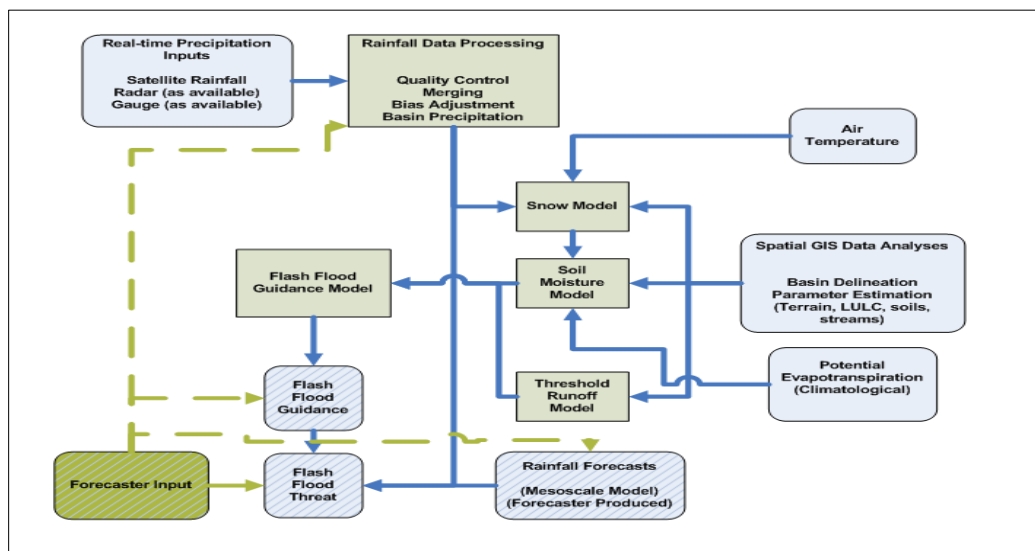 Real-time Precipitation
Inputs
Satellite Rainfall
Radar (as available)
Gauge (as available)
Rainfall Data Processing
Quality Control
Merging
Bias Adjustment
Basin Precipitation
Air
Temperature
Snow Model
Spatial GIS Data Analyses
Basin Delineation
Parameter Estimation
(Terrain, LULC, soils,
streams)
Flash Flood
Guidance Model
Soil
Moisture
Model
Potential
Evapotranspiration
(Climatological)
Threshold
Runoff
Model
Flash
Flood
Guidance
Forecaster Input
Flash
Flood
Threat
Rainfall Forecasts
(Mesoscale Model)
(Forecaster Produced)